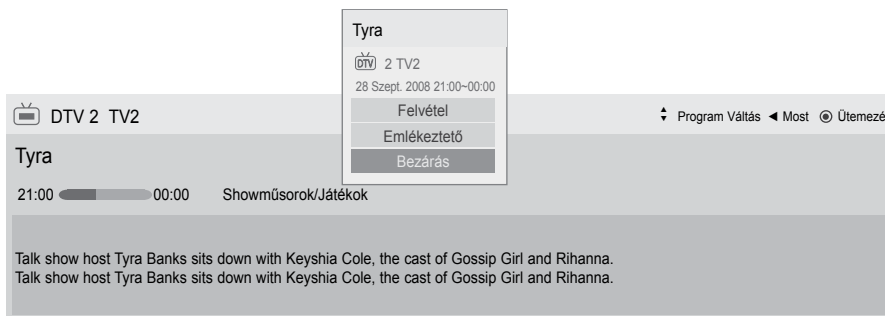 Tyra
DTV 2 TV2
28 Szept. 2008 21:00~00:00
Felvétel
Emlékeztető
Bezárás
DTV 2 TV2
Program Váltás Most Ütemezé
Tyra
21:00 00:00 Showműsorok/Játékok
Talk show host Tyra Banks sits down with Keyshia Cole, the cast of Gossip Girl and Rihanna.
Talk show host Tyra Banks sits down with Keyshia Cole, the cast of Gossip Girl and Rihanna.